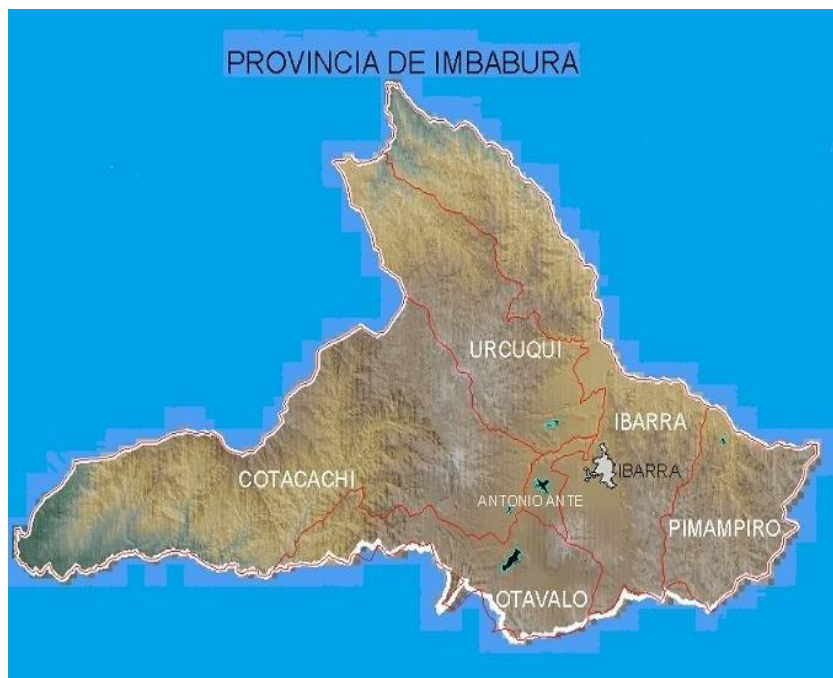 PROVINCIA DE IMBABURA
URCUQUI
IBARRA
IBARRA
COTACACHI
ANTONIO ANTE
PIMAMPIRO
OTAVALO